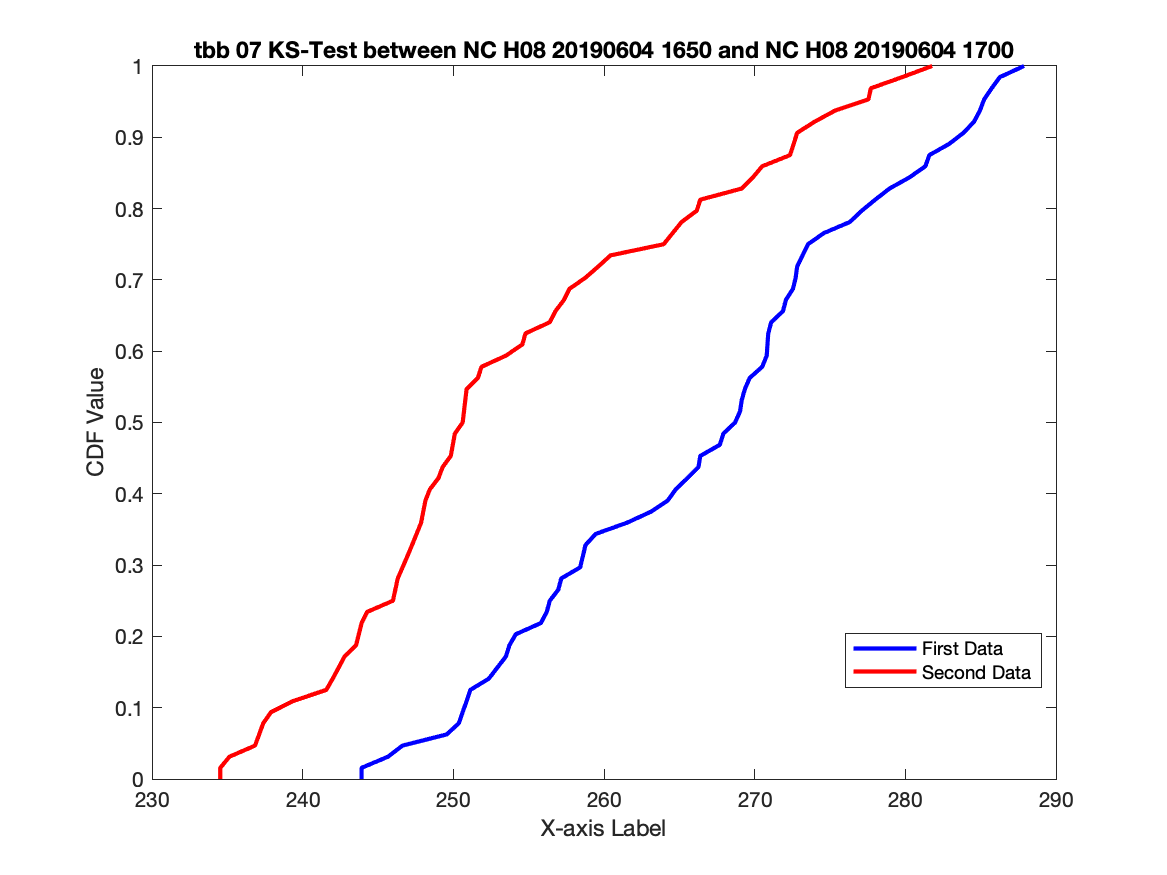 tbb 07 KS-Test between NC H08 20190604 1650 and NC H08 20190604 1700
1
0.9
0.8
0.7
0.6
0.5
0.4
0.3
0.2
0.1
0
CDF Value
First Data
Second Data
230 240 250 260 270 280 290
X-axis Label